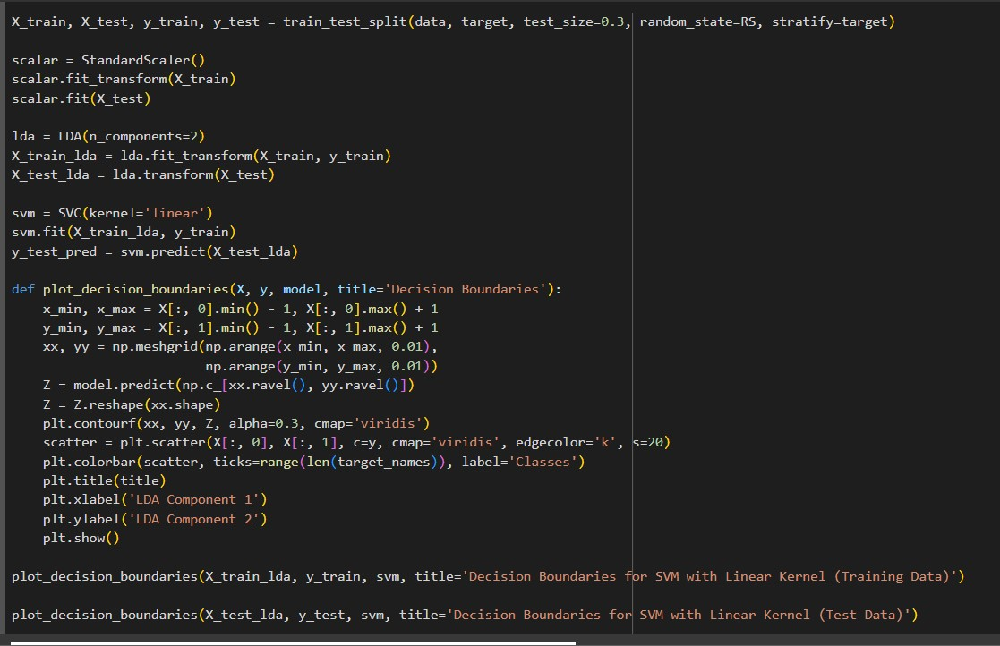 X_train, X_test, y_train, y_test = train_test_split(data, target, test_size=0.3, random_state=RS, stratify=target)

scalar = StandardScaler()
scalar.fit_transform(X_train)
scalar.fit(X_test)

lda = LDA(n_components=2)
X_train_lda = lda.fit_transform(X_train, y_train)
X_test_lda = lda.transform(X_test)

svm = SVC(kernel='linear')
svm.fit(X_train_lda, y_train)
y_test_pred = svm.predict(X_test_lda)

def plot_decision_boundaries(X, y, model, title='Decision Boundaries'):
    x_min, x_max = X[:, 0].min() - 1, X[:, 0].max() + 1
    y_min, y_max = X[:, 1].min() - 1, X[:, 1].max() + 1
    xx, yy = np.meshgrid(np.arange(x_min, x_max, 0.01),
                         np.arange(y_min, y_max, 0.01))
    Z = model.predict(np.c_[xx.ravel(), yy.ravel()])
    Z = Z.reshape(xx.shape)
    plt.contourf(xx, yy, Z, alpha=0.3, cmap='viridis')
    scatter = plt.scatter(X[:, 0], X[:, 1], c=y, cmap='viridis', edgecolor='k', s=20)
    plt.colorbar(scatter, ticks=range(len(target_names)), label='Classes')
    plt.title(title)
    plt.xlabel('LDA Component 1')
    plt.ylabel('LDA Component 2')
    plt.show()

plot_decision_boundaries(X_train_lda, y_train, svm, title='Decision Boundaries for SVM with Linear Kernel (Training Data)')

plot_decision_boundaries(X_test_lda, y_test, svm, title='Decision Boundaries for SVM with Linear Kernel (Test Data)')